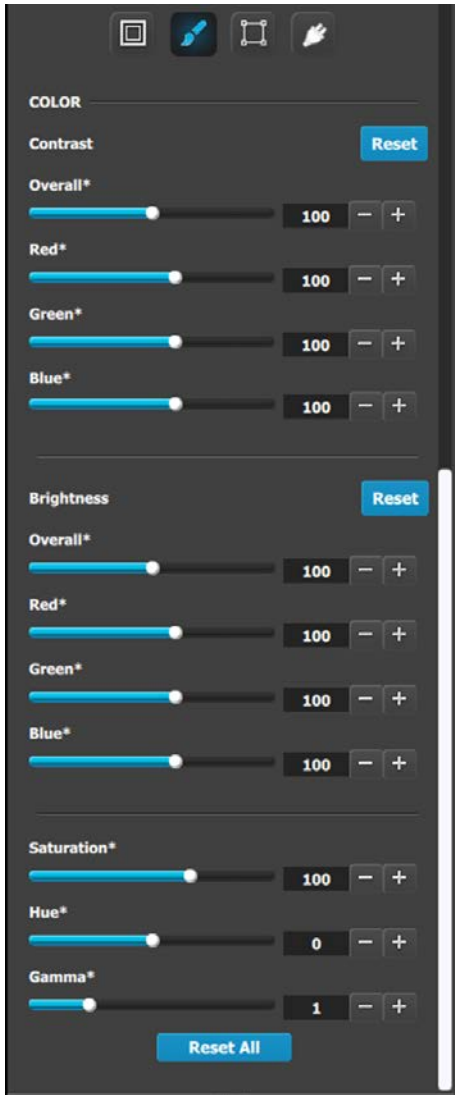 COLOR
Contrast Reset
Overall*
100 − +
Red*
100 − +
Green*
100 − +
Blue*
100 − +
Brightness Reset
Overall*
100 − +
Red*
100 − +
Green*
100 − +
Blue*
100 − +
Saturation*
100 − +
Hue*
0 − +
Gamma*
1 − +
Reset All